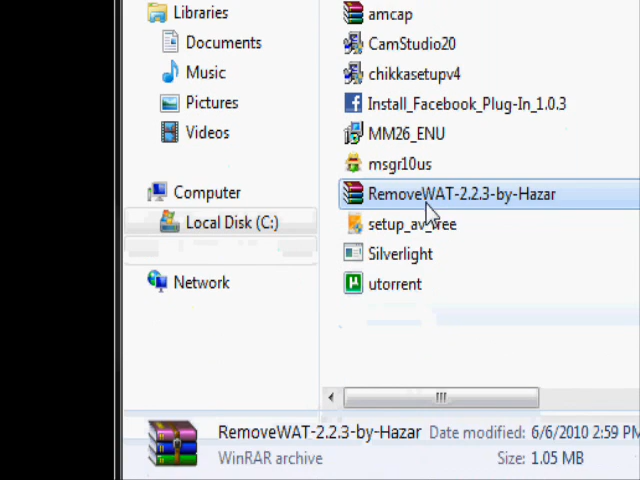 Libraries
Documents
Music
Pictures
Videos
Computer
Local Disk (C:)
Network
amcap
CamStudio20
chikkasetupv4
Install_Facebook_Plug-In_1.0.3
MM26_ENU
msgr10us
RemoveWAT-2.2.3-by-Hazar
Silverlight
utorrent
RemoveWAT-2.2.3-by-Hazar Date modified: 6/6/2010 2:59 PM
WinRAR archive Size: 1.05 MB